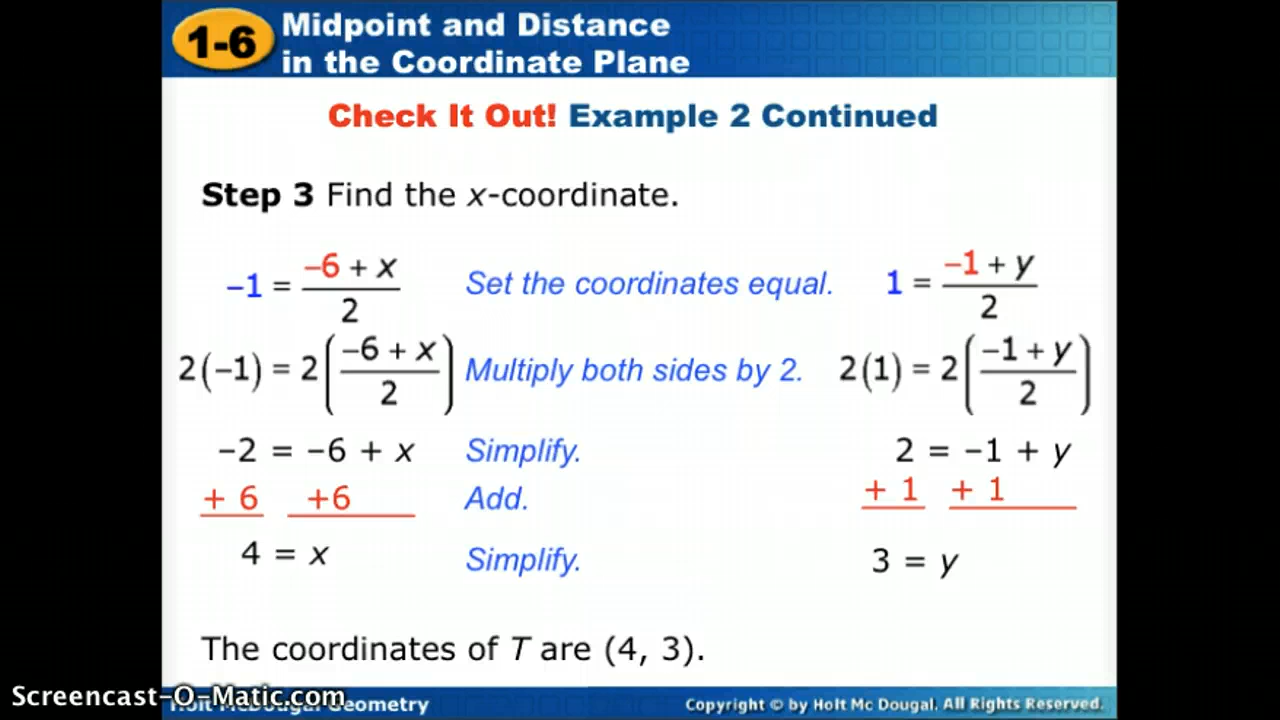 1-6 Midpoint and Distance
in the Coordinate Plane
Check It Out! Example 2 Continued
Step 3 Find the x-coordinate.
–1 = (–6 + x)/2 Set the coordinates equal. 1 = (–1 + y)/2
2(–1) = 2((–6 + x)/2) Multiply both sides by 2. 2(1) = 2((–1 + y)/2)
–2 = –6 + x Simplify. 2 = –1 + y
+ 6 +6 Add. + 1 + 1
4 = x Simplify. 3 = y
The coordinates of T are (4, 3).
Screencast-O-Matic.com
Holt McDougal Geometry Copyright © by Holt Mc Dougal. All Rights Reserved.